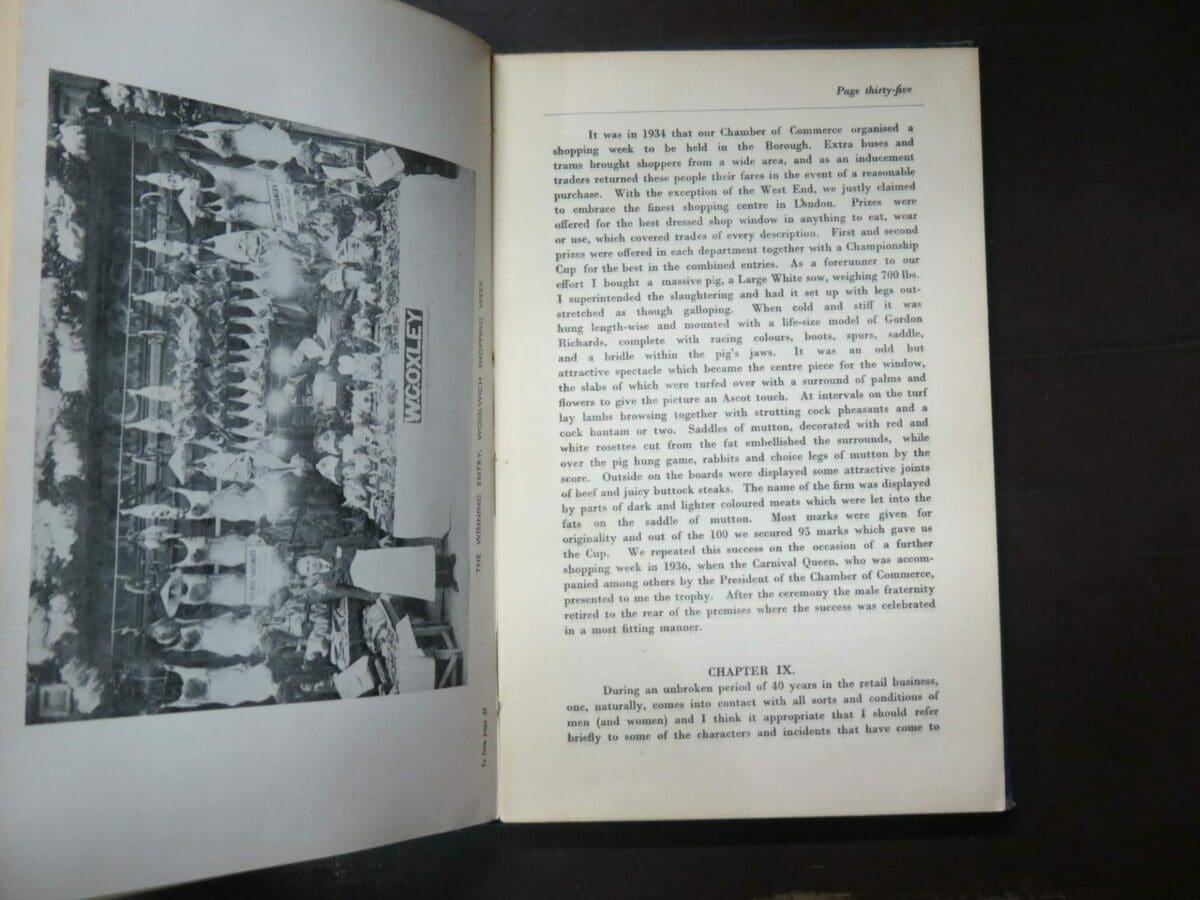 W.COXLEY
THE WINNING ENTRY, WOOLWICH SHOPPING WEEK
To face page 35
Page thirty-five
It was in 1934 that our Chamber of Commerce organised a
shopping week to be held in the Borough. Extra buses and
trams brought shoppers from a wide area, and as an inducement
traders returned these people their fares in the event of a reasonable
purchase. With the exception of the West End, we justly claimed
to embrace the finest shopping centre in London. Prizes were
offered for the best dressed shop window in anything to eat, wear
or use, which covered trades of every description. First and second
prizes were offered in each department together with a Championship
Cup for the best in the combined entries. As a forerunner to our
effort I bought a massive pig, a Large White sow, weighing 700 lbs.
I superintended the slaughtering and had it set up with legs out-
stretched as though galloping. When cold and stiff it was
hung length-wise and mounted with a life-size model of Gordon
Richards, complete with racing colours, boots, spurs, saddle,
and a bridle within the pig's jaws. It was an odd but
attractive spectacle which became the centre piece for the window,
the slabs of which were turfed over with a surround of palms and
flowers to give the picture an Ascot touch. At intervals on the turf
lay lambs browsing together with strutting cock pheasants and a
cock bantam or two. Saddles of mutton, decorated with red and
white rosettes cut from the fat embellished the surrounds, while
over the pig hung game, rabbits and choice legs of mutton by the
score. Outside on the boards were displayed some attractive joints
of beef and juicy buttock steaks. The name of the firm was displayed
by parts of dark and lighter coloured meats which were let into the
fats on the saddle of mutton. Most marks were given for
originality and out of the 100 we secured 95 marks which gave us
the Cup. We repeated this success on the occasion of a further
shopping week in 1936, when the Carnival Queen, who was accom-
panied among others by the President of the Chamber of Commerce,
presented to me the trophy. After the ceremony the male fraternity
retired to the rear of the premises where the success was celebrated
in a most fitting manner.
CHAPTER IX.
During an unbroken period of 40 years in the retail business,
one, naturally, comes into contact with all sorts and conditions of
men (and women) and I think it appropriate that I should refer
briefly to some of the characters and incidents that have come to